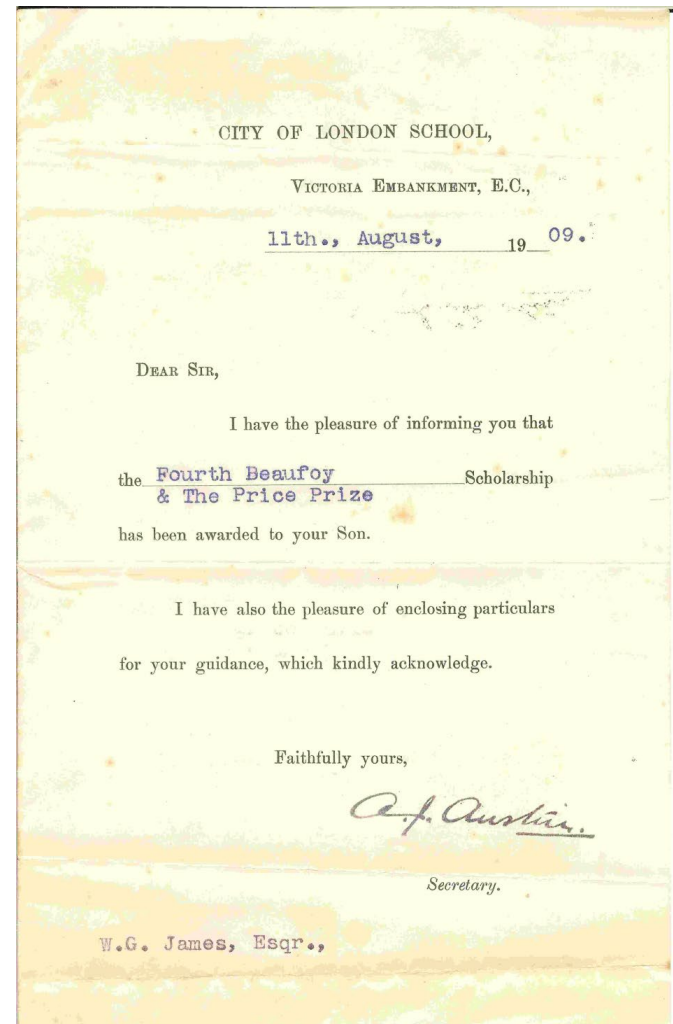 CITY OF LONDON SCHOOL,
VICTORIA EMBANKMENT, E.C.,
11th., August, 1909.
DEAR SIR,
I have the pleasure of informing you that
the Fourth Beaufoy Scholarship
& The Price Prize
has been awarded to your Son.
I have also the pleasure of enclosing particulars
for your guidance, which kindly acknowledge.
Faithfully yours,
A. J. Austin.
Secretary.
W.G. James, Esqr.,